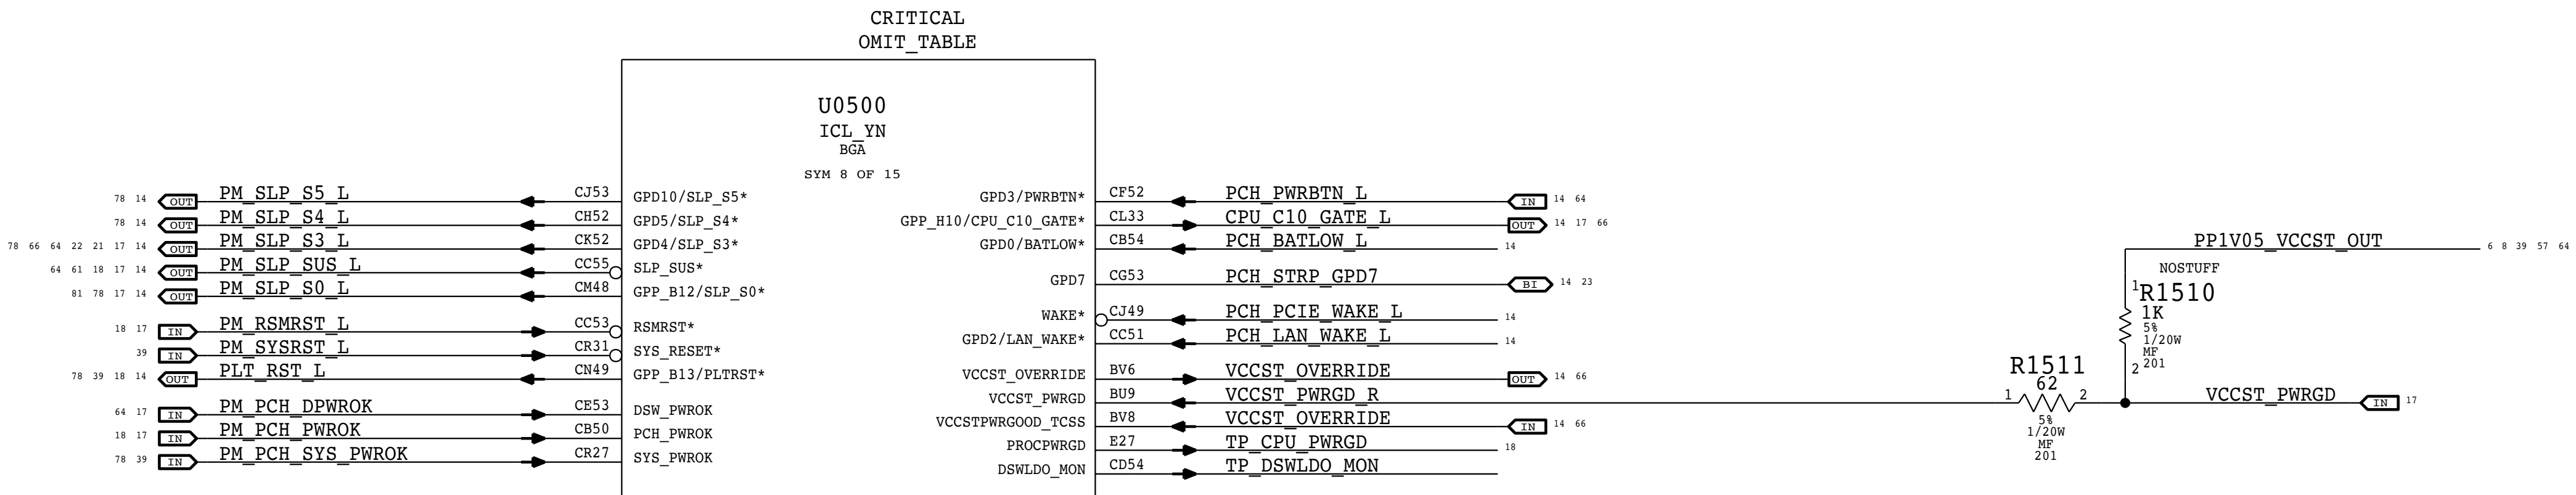 CRITICAL
OMIT_TABLE
U0500
ICL_YN
BGA
SYM 8 OF 15
78 14 OUT PM_SLP_S5_L CJ53 GPD10/SLP_S5*
78 14 OUT PM_SLP_S4_L CH52 GPD5/SLP_S4*
78 66 64 22 21 17 14 OUT PM_SLP_S3_L CK52 GPD4/SLP_S3*
64 61 18 17 14 OUT PM_SLP_SUS_L CC55 SLP_SUS*
81 78 17 14 OUT PM_SLP_S0_L CM48 GPP_B12/SLP_S0*
18 17 IN PM_RSMRST_L CC53 RSMRST*
39 IN PM_SYSRST_L CR31 SYS_RESET*
78 39 18 14 OUT PLT_RST_L CN49 GPP_B13/PLTRST*
64 17 IN PM_PCH_DPWROK CE53 DSW_PWROK
18 17 IN PM_PCH_PWROK CB50 PCH_PWROK
78 39 IN PM_PCH_SYS_PWROK CR27 SYS_PWROK
GPD3/PWRBTN* CF52 PCH_PWRBTN_L IN 14 64
GPP_H10/CPU_C10_GATE* CL33 CPU_C10_GATE_L OUT 14 17 66
GPD0/BATLOW* CB54 PCH_BATLOW_L 14
GPD7 CG53 PCH_STRP_GPD7 BI 14 23
WAKE* CJ49 PCH_PCIE_WAKE_L 14
GPD2/LAN_WAKE* CC51 PCH_LAN_WAKE_L 14
VCCST_OVERRIDE BV6 VCCST_OVERRIDE OUT 14 66
VCCST_PWRGD BU9 VCCST_PWRGD_R
VCCSTPWRGOOD_TCSS BV8 VCCST_OVERRIDE IN 14 66
PROCPWRGD E27 TP_CPU_PWRGD 18
DSWLDO_MON CD54 TP_DSWLDO_MON
PP1V05_VCCST_OUT 6 8 39 57 64
NOSTUFF
1 R1510
1K
5%
1/20W
MF
2 201
R1511
1 62 2
5%
1/20W
MF
201
VCCST_PWRGD IN 17